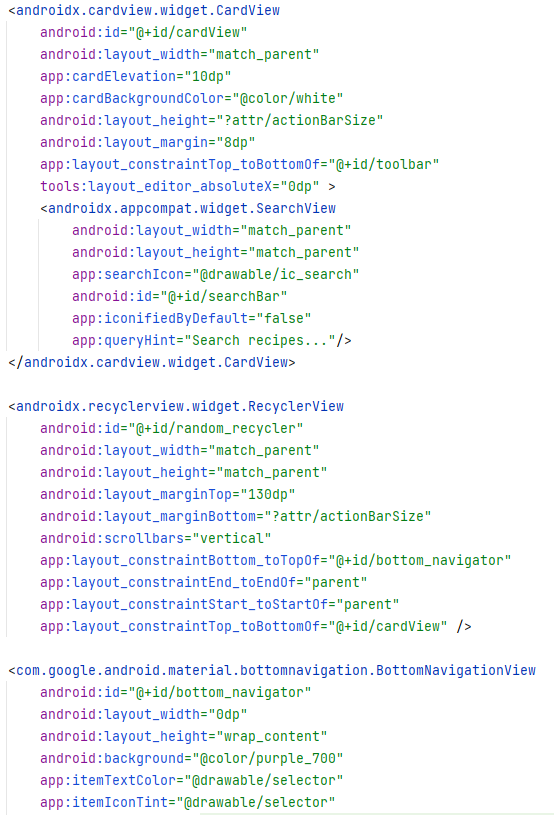 <androidx.cardview.widget.CardView
    android:id="@+id/cardView"
    android:layout_width="match_parent"
    app:cardElevation="10dp"
    app:cardBackgroundColor="@color/white"
    android:layout_height="?attr/actionBarSize"
    android:layout_margin="8dp"
    app:layout_constraintTop_toBottomOf="@+id/toolbar"
    tools:layout_editor_absoluteX="0dp" >
    <androidx.appcompat.widget.SearchView
        android:layout_width="match_parent"
        android:layout_height="match_parent"
        app:searchIcon="@drawable/ic_search"
        android:id="@+id/searchBar"
        app:iconifiedByDefault="false"
        app:queryHint="Search recipes..."/>
</androidx.cardview.widget.CardView>

<androidx.recyclerview.widget.RecyclerView
    android:id="@+id/random_recycler"
    android:layout_width="match_parent"
    android:layout_height="match_parent"
    android:layout_marginTop="130dp"
    android:layout_marginBottom="?attr/actionBarSize"
    android:scrollbars="vertical"
    app:layout_constraintBottom_toTopOf="@+id/bottom_navigator"
    app:layout_constraintEnd_toEndOf="parent"
    app:layout_constraintStart_toStartOf="parent"
    app:layout_constraintTop_toBottomOf="@+id/cardView" />

<com.google.android.material.bottomnavigation.BottomNavigationView
    android:id="@+id/bottom_navigator"
    android:layout_width="0dp"
    android:layout_height="wrap_content"
    android:background="@color/purple_700"
    app:itemTextColor="@drawable/selector"
    app:itemIconTint="@drawable/selector"